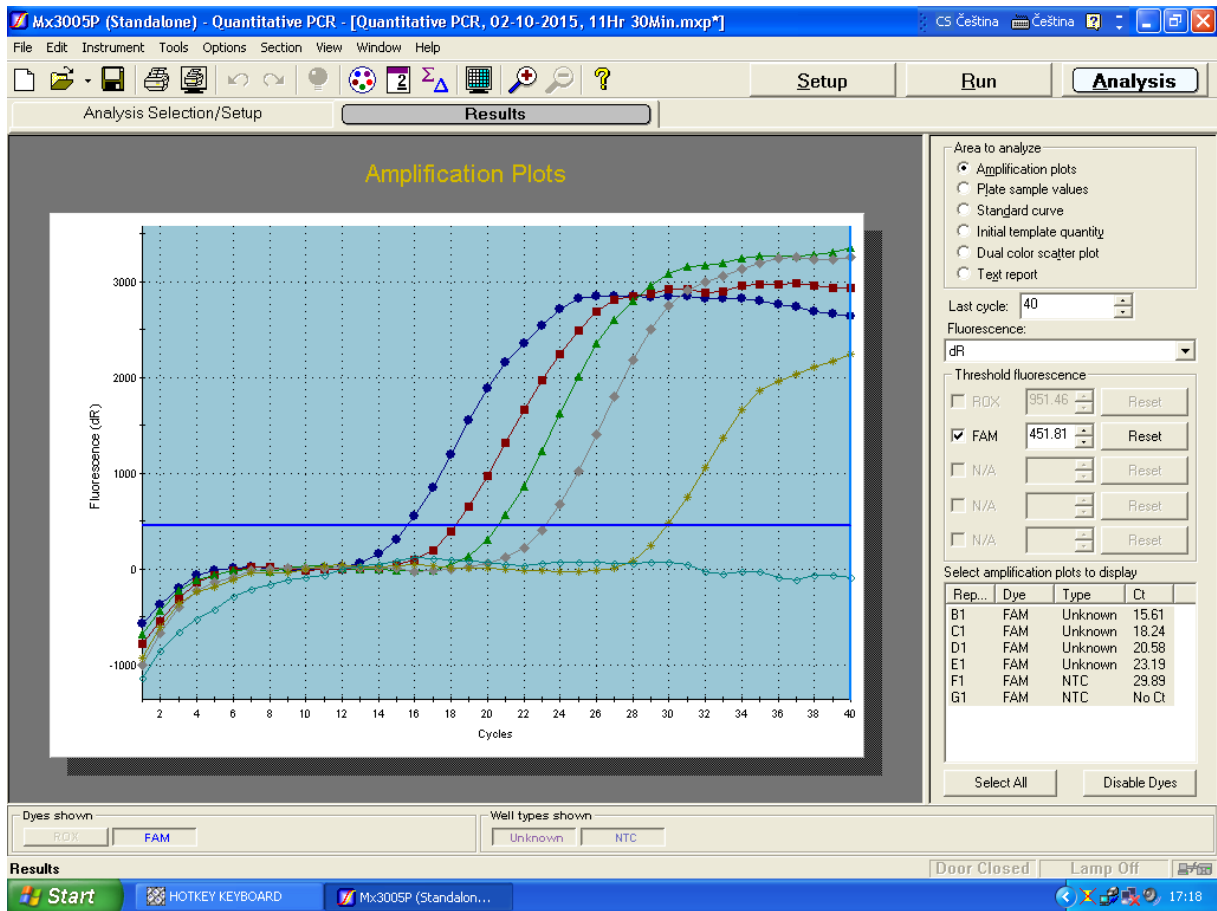 Mx3005P (Standalone) - Quantitative PCR - [Quantitative PCR, 02-10-2015, 11Hr 30Min.mxp*]
CS Čeština Čeština
File Edit Instrument Tools Options Section View Window Help
Setup Run Analysis
Analysis Selection/Setup Results
Amplification Plots
Fluorescence (dR)
3000
2000
1000
0
-1000
2 4 6 8 10 12 14 16 18 20 22 24 26 28 30 32 34 36 38 40
Cycles
Area to analyze
Amplification plots
Plate sample values
Standard curve
Initial template quantity
Dual color scatter plot
Text report
Last cycle: 40
Fluorescence:
dR
Threshold fluorescence
ROX 951.46 Reset
FAM 451.81 Reset
N/A Reset
N/A Reset
N/A Reset
Select amplification plots to display
Rep... Dye Type Ct
B1 FAM Unknown 15.61
C1 FAM Unknown 18.24
D1 FAM Unknown 20.58
E1 FAM Unknown 23.19
F1 FAM NTC 29.89
G1 FAM NTC No Ct
Select All Disable Dyes
Dyes shown
ROX FAM
Well types shown
Unknown NTC
Results
Door Closed Lamp Off
Start HOTKEY KEYBOARD Mx3005P (Standalon... 17:18